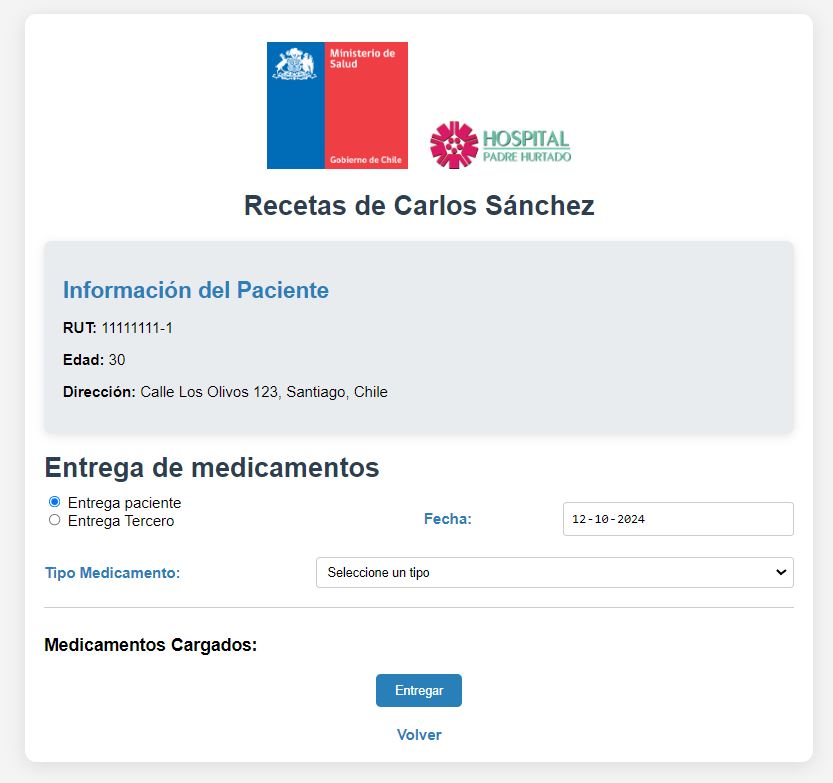 Ministerio de
Salud
Gobierno de Chile
HOSPITAL
PADRE HURTADO
Recetas de Carlos Sánchez
Información del Paciente
RUT: 11111111-1
Edad: 30
Dirección: Calle Los Olivos 123, Santiago, Chile
Entrega de medicamentos
Entrega paciente
Entrega Tercero
Fecha: 12-10-2024
Tipo Medicamento: Seleccione un tipo
Medicamentos Cargados:
Entregar
Volver